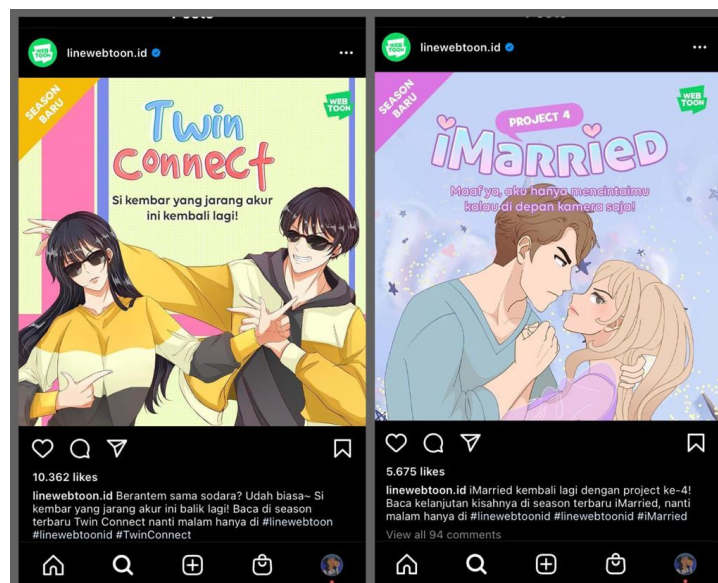 linewebtoon.id
SEASON
BARU
WEB
TOON
Twin
Connect
Si kembar yang jarang akur
ini kembali lagi!
10.362 likes
linewebtoon.id Berantem sama sodara? Udah biasa~ Si
kembar yang jarang akur ini balik lagi! Baca di season
terbaru Twin Connect nanti malam hanya di #linewebtoon
#linewebtoonid #TwinConnect
linewebtoon.id
SEASON
BARU
WEB
TOON
PROJECT 4
iMARRIED
Maaf ya, aku hanya mencintaimu
kalau di depan kamera saja!
5.675 likes
linewebtoon.id iMarried kembali lagi dengan project ke-4!
Baca kelanjutan kisahnya di season terbaru iMarried, nanti
malam hanya di #linewebtoonid #linewebtoonid #iMarried
View all 94 comments